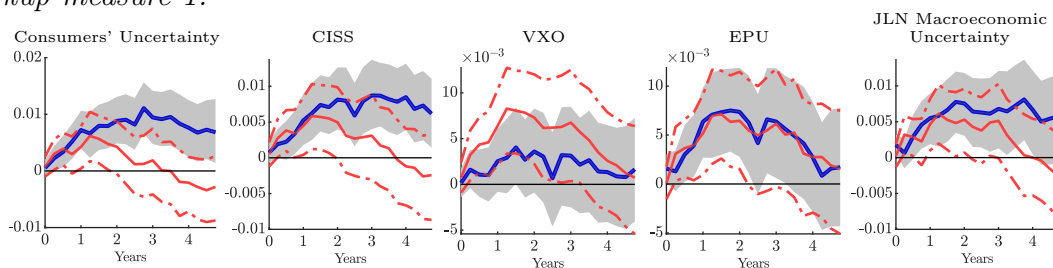 measure 1.
Consumers' Uncertainty
CISS
VXO
EPU
JLN Macroeconomic
Uncertainty
0.02
0.01
0
-0.01
0 1 2 3 4
Years
0.01
0.005
0
-0.005
-0.01
0 1 2 3 4
Years
×10⁻³
10
5
0
-5
0 1 2 3 4
Years
×10⁻³
10
5
0
-5
0 1 2 3 4
Years
0.01
0.005
0
-0.005
-0.01
0 1 2 3 4
Years